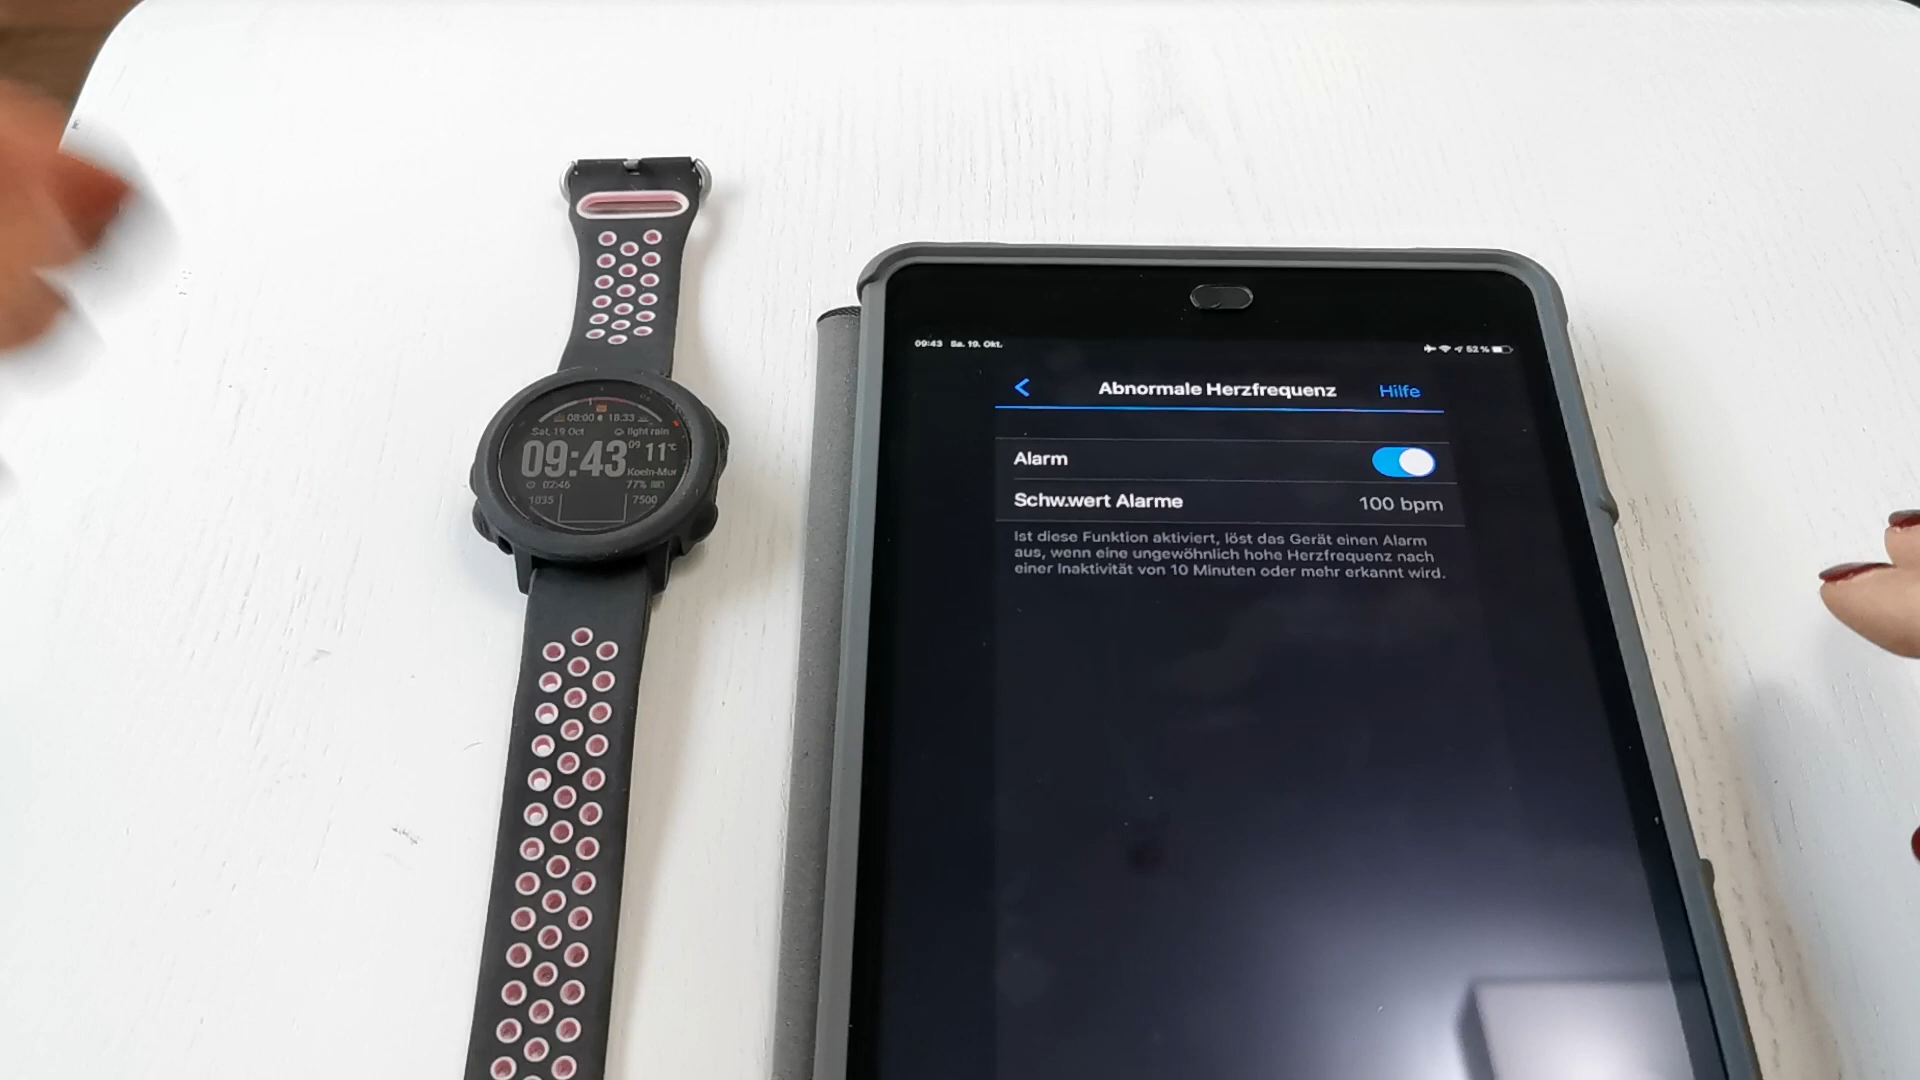 08:00 18:33
Sat, 19 Oct light rain
09:43 09 11°C
Koeln-Mur
02:46 77%
1035 7500
09:43 Sa. 19. Okt. 52 %
Abnormale Herzfrequenz Hilfe
Alarm
Schw.wert Alarme 100 bpm
Ist diese Funktion aktiviert, löst das Gerät einen Alarm
aus, wenn eine ungewöhnlich hohe Herzfrequenz nach
einer Inaktivität von 10 Minuten oder mehr erkannt wird.